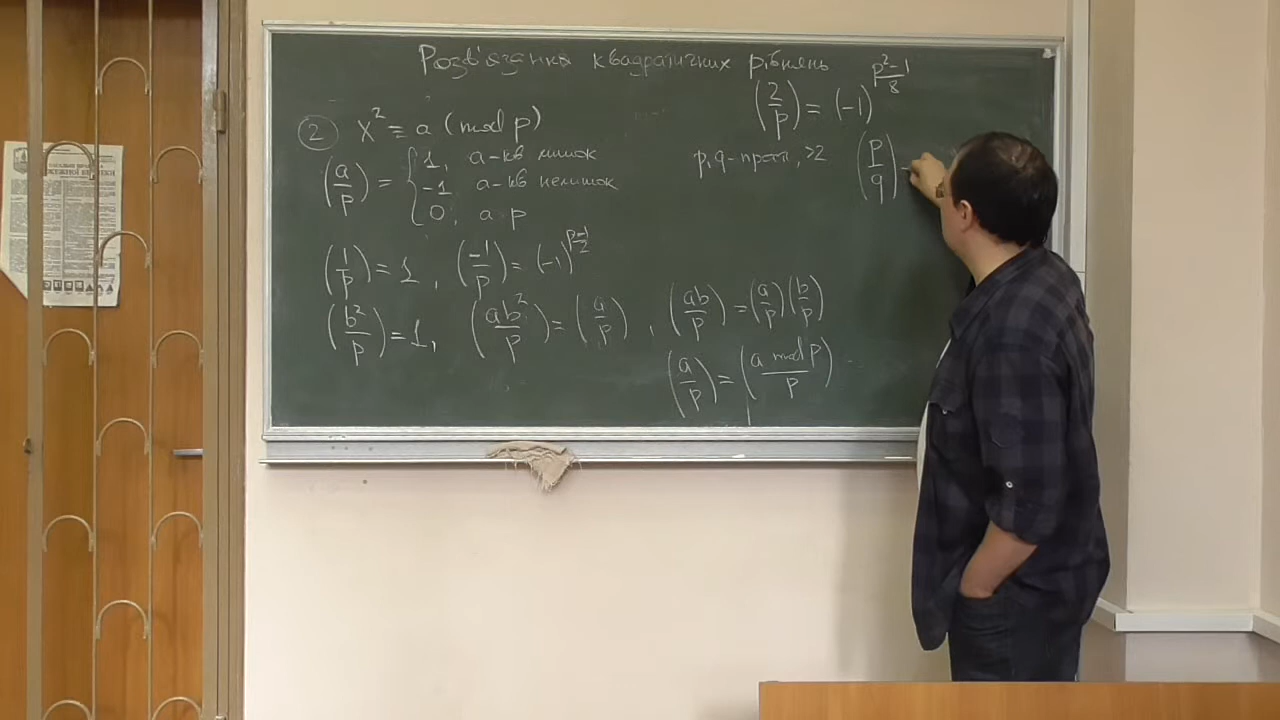 Розв'язання квадратичних рівнянь
② x² ≡ a (mod p)
(a/p) = { 1, a - кв лишок
-1, a - кв нелишок
0, a p
(1/p) = 1, (-1/p) = (-1)^((p-1)/2)
(b²/p) = 1, (ab²/p) = (a/p), (ab/p) = (a/p)(b/p)
(a/p) = (a mod p / p)
(2/p) = (-1)^((p²-1)/8)
p, q - прості, >2 (p/q)